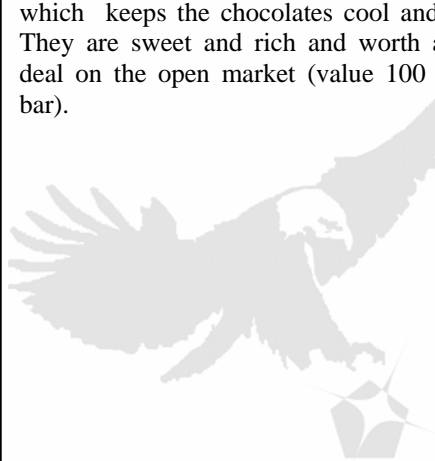 which keeps the chocolates cool and
They are sweet and rich and worth a
deal on the open market (value 100
bar).